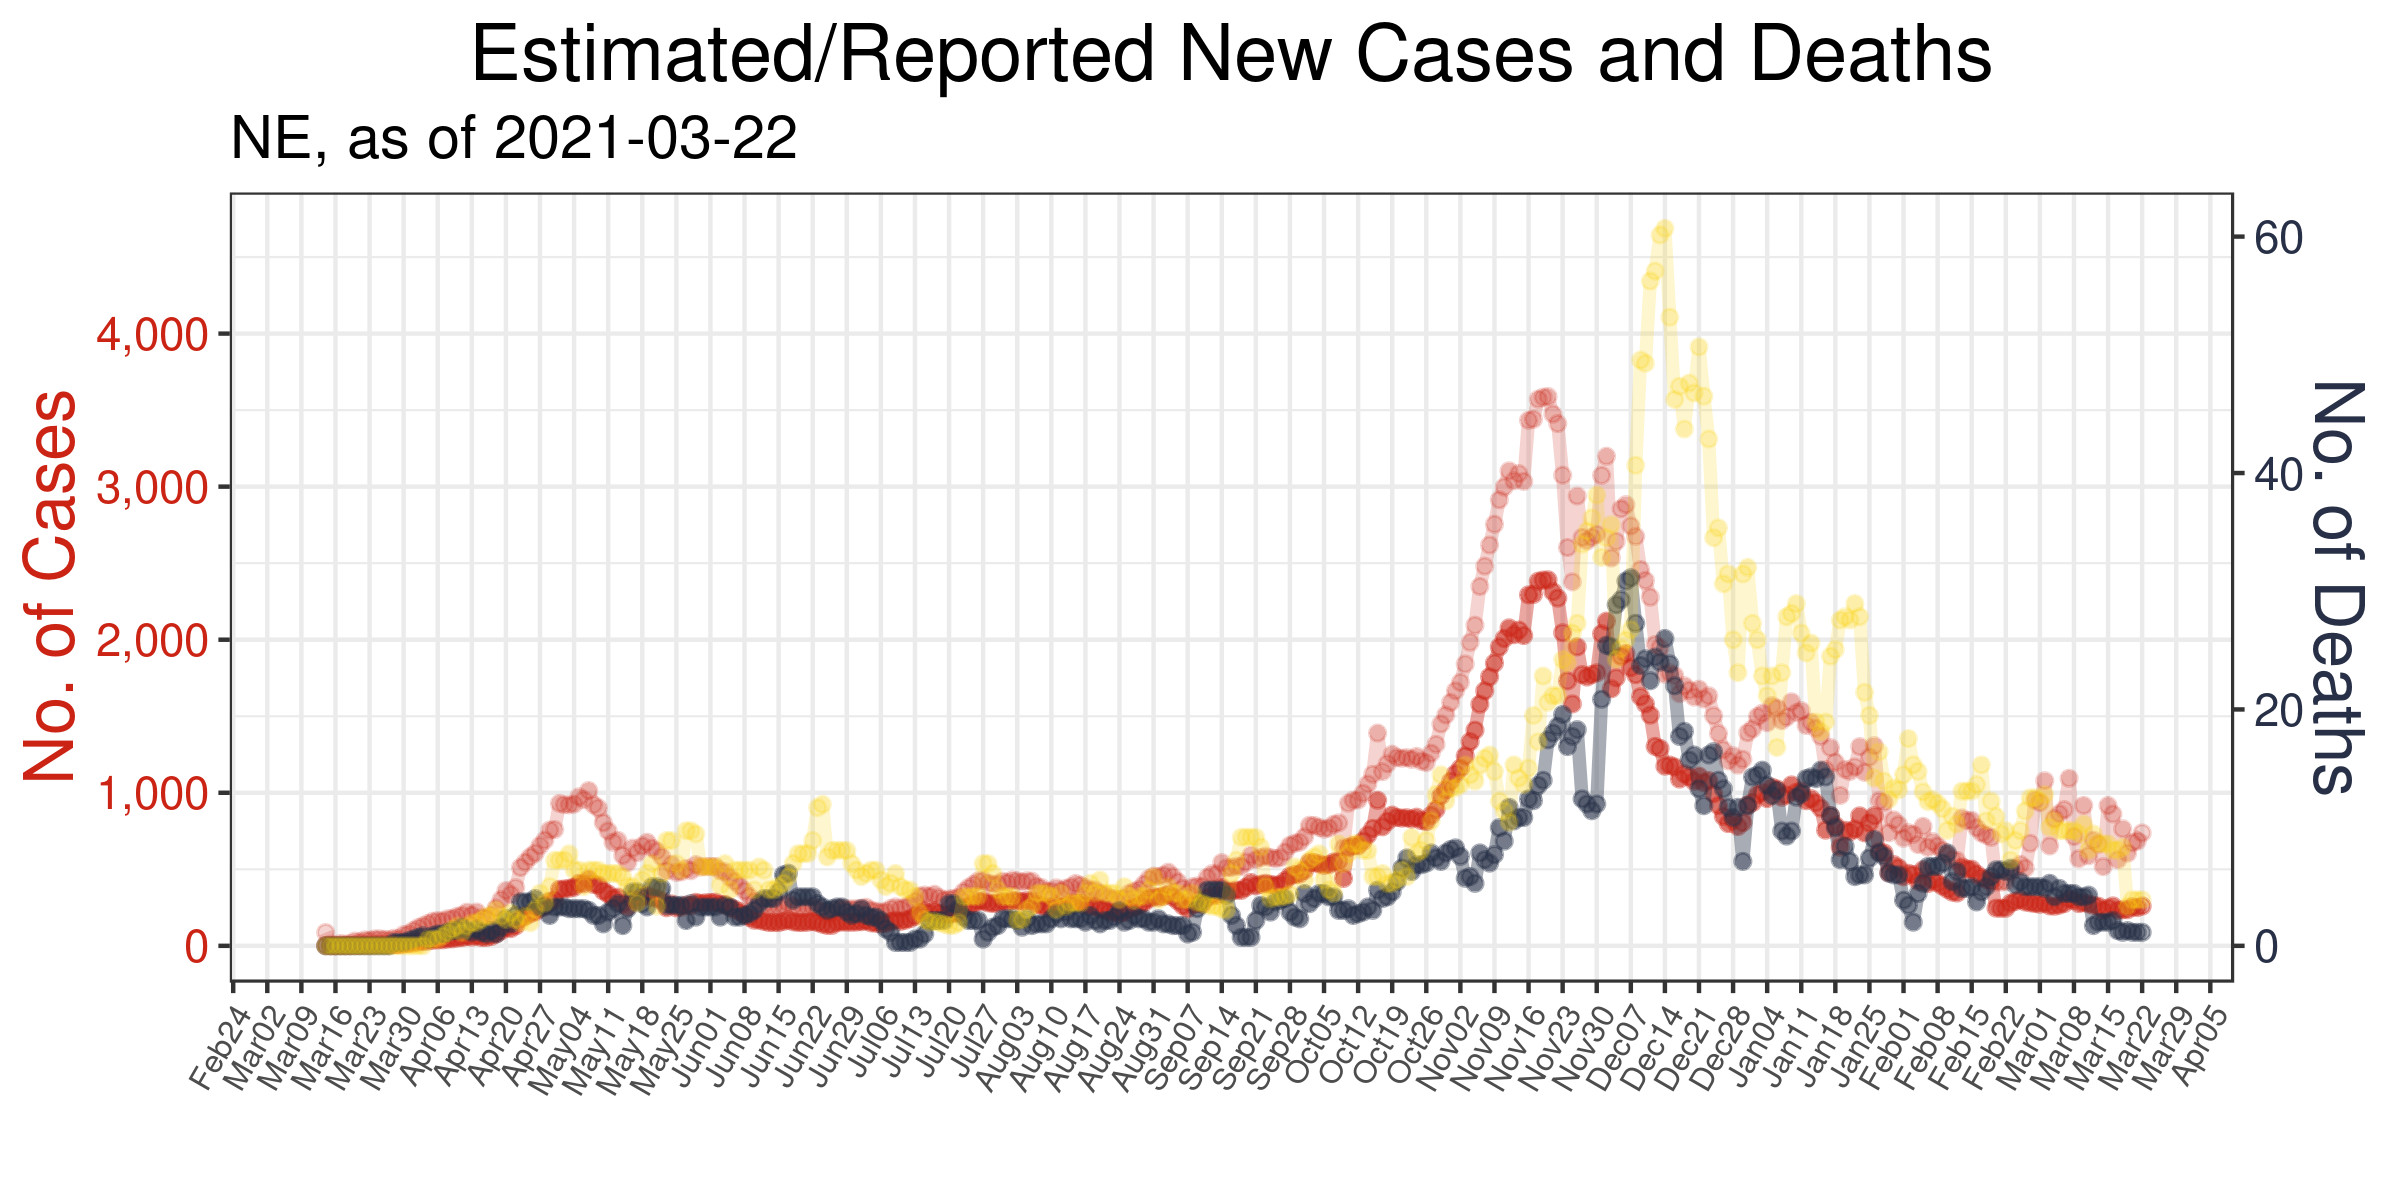 Estimated/Reported New Cases and Deaths
NE, as of 2021-03-22
No. of Cases
4,000
3,000
2,000
1,000
0
60
40
20
0
No. of Deaths
Feb24
Mar02
Mar09
Mar16
Mar23
Mar30
Apr06
Apr13
Apr20
Apr27
May04
May11
May18
May25
Jun01
Jun08
Jun15
Jun22
Jun29
Jul06
Jul13
Jul20
Jul27
Aug03
Aug10
Aug17
Aug24
Aug31
Sep07
Sep14
Sep21
Sep28
Oct05
Oct12
Oct19
Oct26
Nov02
Nov09
Nov16
Nov23
Nov30
Dec07
Dec14
Dec21
Dec28
Jan04
Jan11
Jan18
Jan25
Feb01
Feb08
Feb15
Feb22
Mar01
Mar08
Mar15
Mar22
Mar29
Apr05